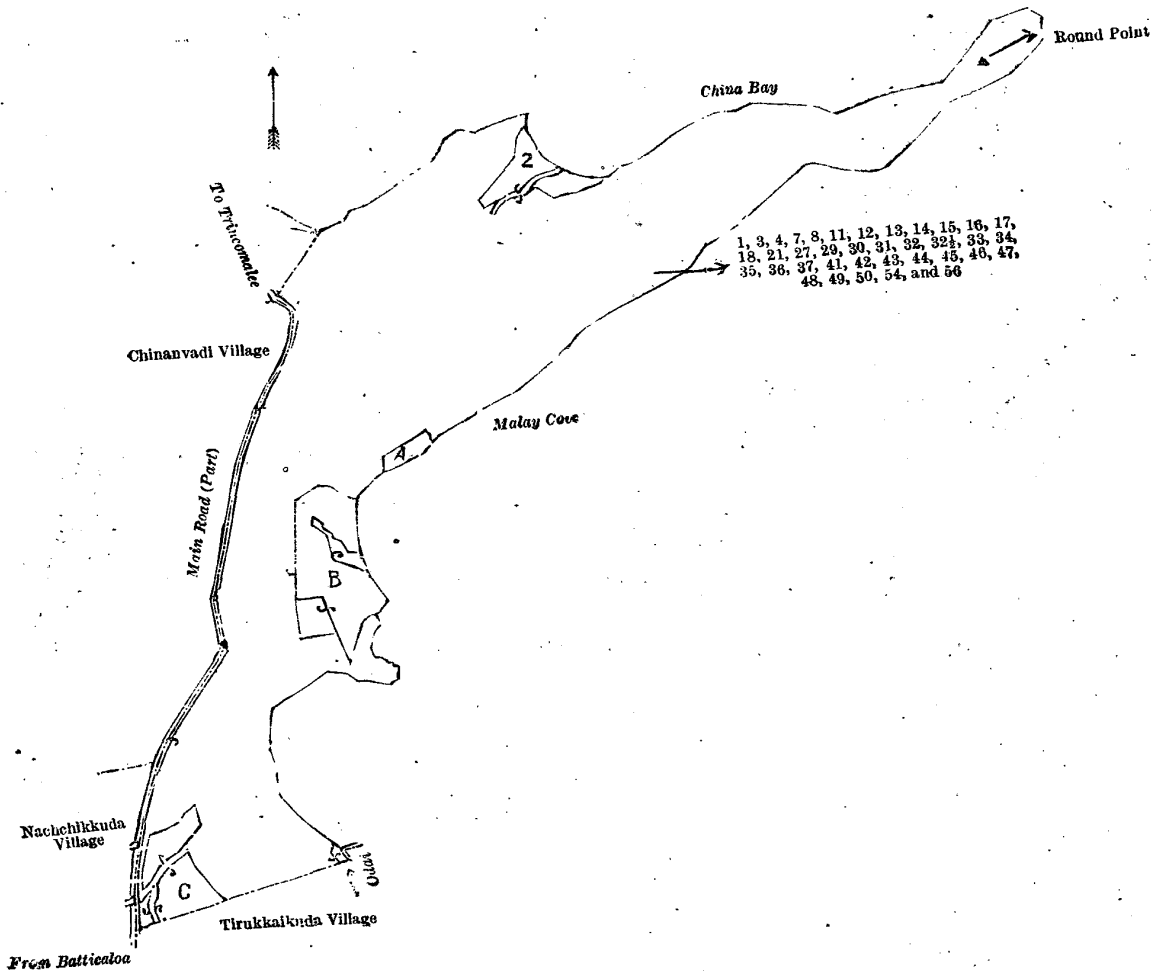 Round Point
China Bay
2
To Trincomalee
1, 3, 4, 7, 8, 11, 12, 13, 14, 15, 16, 17,
18, 21, 27, 29, 30, 31, 32, 32½, 33, 34,
35, 36, 37, 41, 42, 43, 44, 45, 46, 47,
48, 49, 50, 54, and 56
Chinanvadi Village
Malay Cove
A
Main Road (Part)
B
Nachchikkuda
Village
Odai
C
Tirukkaikuda Village
From Batticaloa